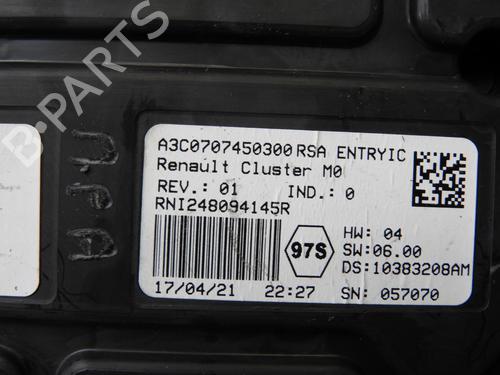 B-PARTS
A3C0707450300 RSA ENTRYIC
Renault Cluster M0
REV.: 01 IND.: 0
RNI248094145R
97S
HW: 04
SW:06.00
DS:10383208AM
17/04/21 22:27 SN: 057070